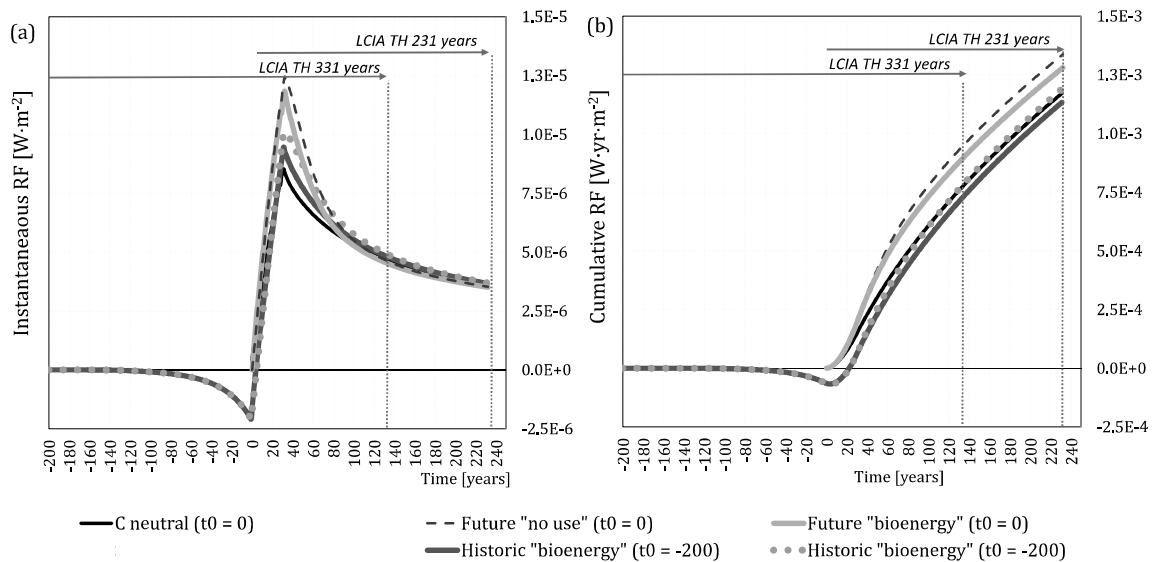 (a)
LCIA TH 231 years
LCIA TH 331 years
Instantaneaous RF [W·m-2]
1.5E-5
1.3E-5
1.0E-5
7.5E-6
5.0E-6
2.5E-6
0.0E+0
-2.5E-6
-200 -180 -160 -140 -120 -100 -80 -60 -40 -20 0 20 40 60 80 100 120 140 160 180 200 220 240
Time [years]
(b)
LCIA TH 231 years
LCIA TH 331 years
Cumulative RF [W·yr·m-2]
1.5E-3
1.3E-3
1.0E-3
7.5E-4
5.0E-4
2.5E-4
0.0E+0
-2.5E-4
-200 -180 -160 -140 -120 -100 -80 -60 -40 -20 0 20 40 60 80 100 120 140 160 180 200 220 240
Time [years]
C neutral (t0 = 0)
Future "no use" (t0 = 0)
Future "bioenergy" (t0 = 0)
Historic "bioenergy" (t0 = -200)
Historic "bioenergy" (t0 = -200)